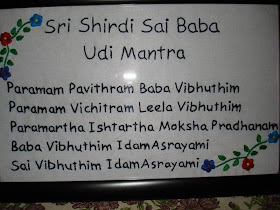 Sri Shirdi Sai Baba
Udi Mantra
Paramam Pavithram Baba Vibhuthim
Paramam Vichitram Leela Vibhuthim
Paramartha Ishtartha Moksha Pradhanam
Baba Vibhuthim IdamAsrayami
Sai Vibhuthim IdamAsrayami